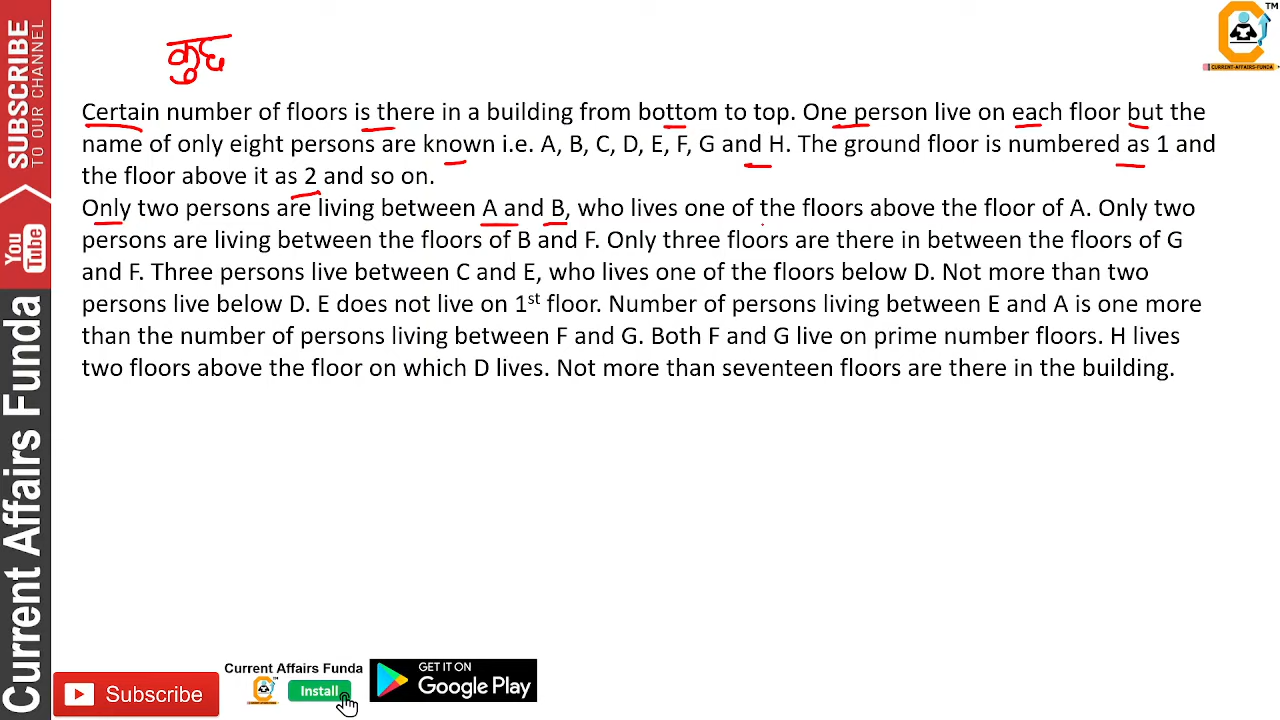 SUBSCRIBE
TO OUR CHANNEL
You Tube
Current Affairs Funda
TM
CURRENT-AFFAIRS-FUNDA
कुछ
Certain number of floors is there in a building from bottom to top. One person live on each floor but the
name of only eight persons are known i.e. A, B, C, D, E, F, G and H. The ground floor is numbered as 1 and
the floor above it as 2 and so on.
Only two persons are living between A and B, who lives one of the floors above the floor of A. Only two
persons are living between the floors of B and F. Only three floors are there in between the floors of G
and F. Three persons live between C and E, who lives one of the floors below D. Not more than two
persons live below D. E does not live on 1st floor. Number of persons living between E and A is one more
than the number of persons living between F and G. Both F and G live on prime number floors. H lives
two floors above the floor on which D lives. Not more than seventeen floors are there in the building.
Subscribe
Current Affairs Funda
Install
GET IT ON
Google Play